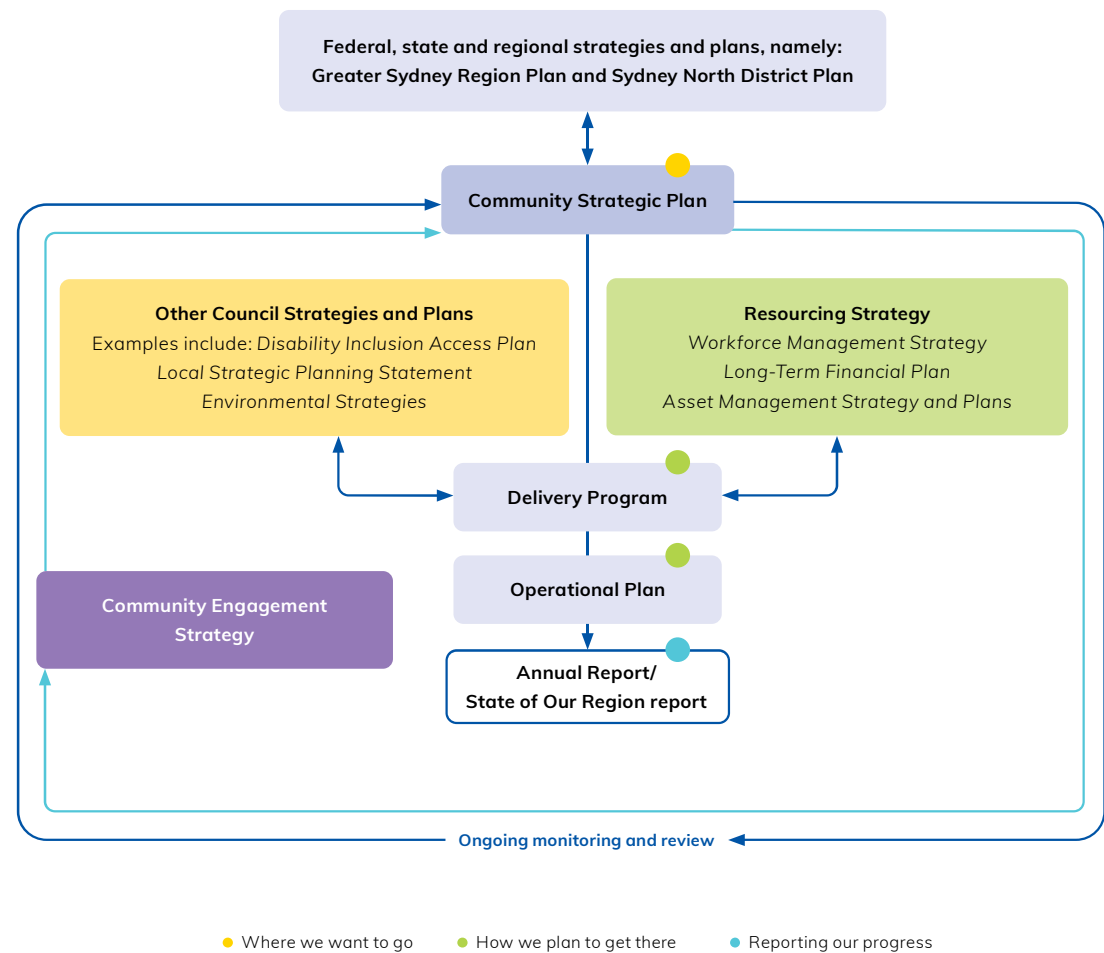 Federal, state and regional strategies and plans, namely:
Greater Sydney Region Plan and Sydney North District Plan
Community Strategic Plan
Other Council Strategies and Plans
Examples include: Disability Inclusion Access Plan
Local Strategic Planning Statement
Environmental Strategies
Resourcing Strategy
Workforce Management Strategy
Long-Term Financial Plan
Asset Management Strategy and Plans
Delivery Program
Operational Plan
Community Engagement
Strategy
Annual Report/
State of Our Region report
Ongoing monitoring and review
Where we want to go
How we plan to get there
Reporting our progress